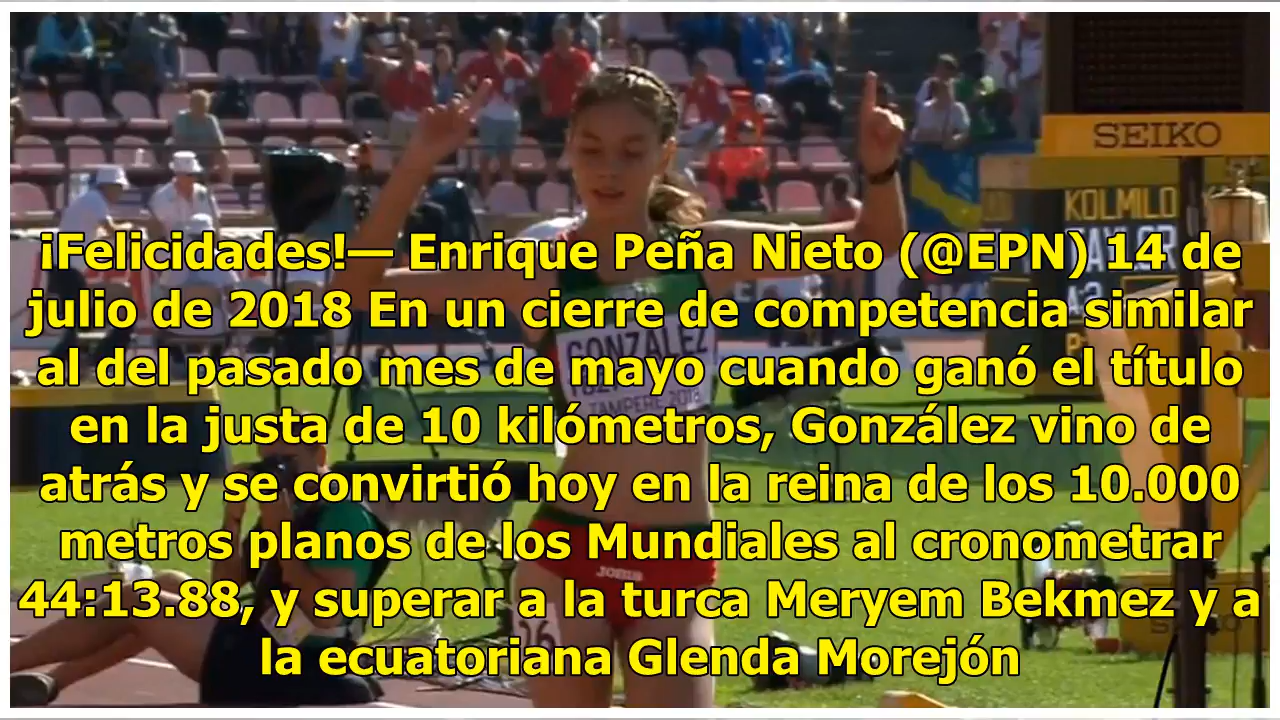 SEIKO
KOLMILO
¡Felicidades!— Enrique Peña Nieto (@EPN) 14 de
julio de 2018 En un cierre de competencia similar
al del pasado mes de mayo cuando ganó el título
en la justa de 10 kilómetros, González vino de
atrás y se convirtió hoy en la reina de los 10.000
metros planos de los Mundiales al cronometrar
44:13.88, y superar a la turca Meryem Bekmez y a
la ecuatoriana Glenda Morejón
GONZÁLEZ
TAMPERE 2018
JOMA